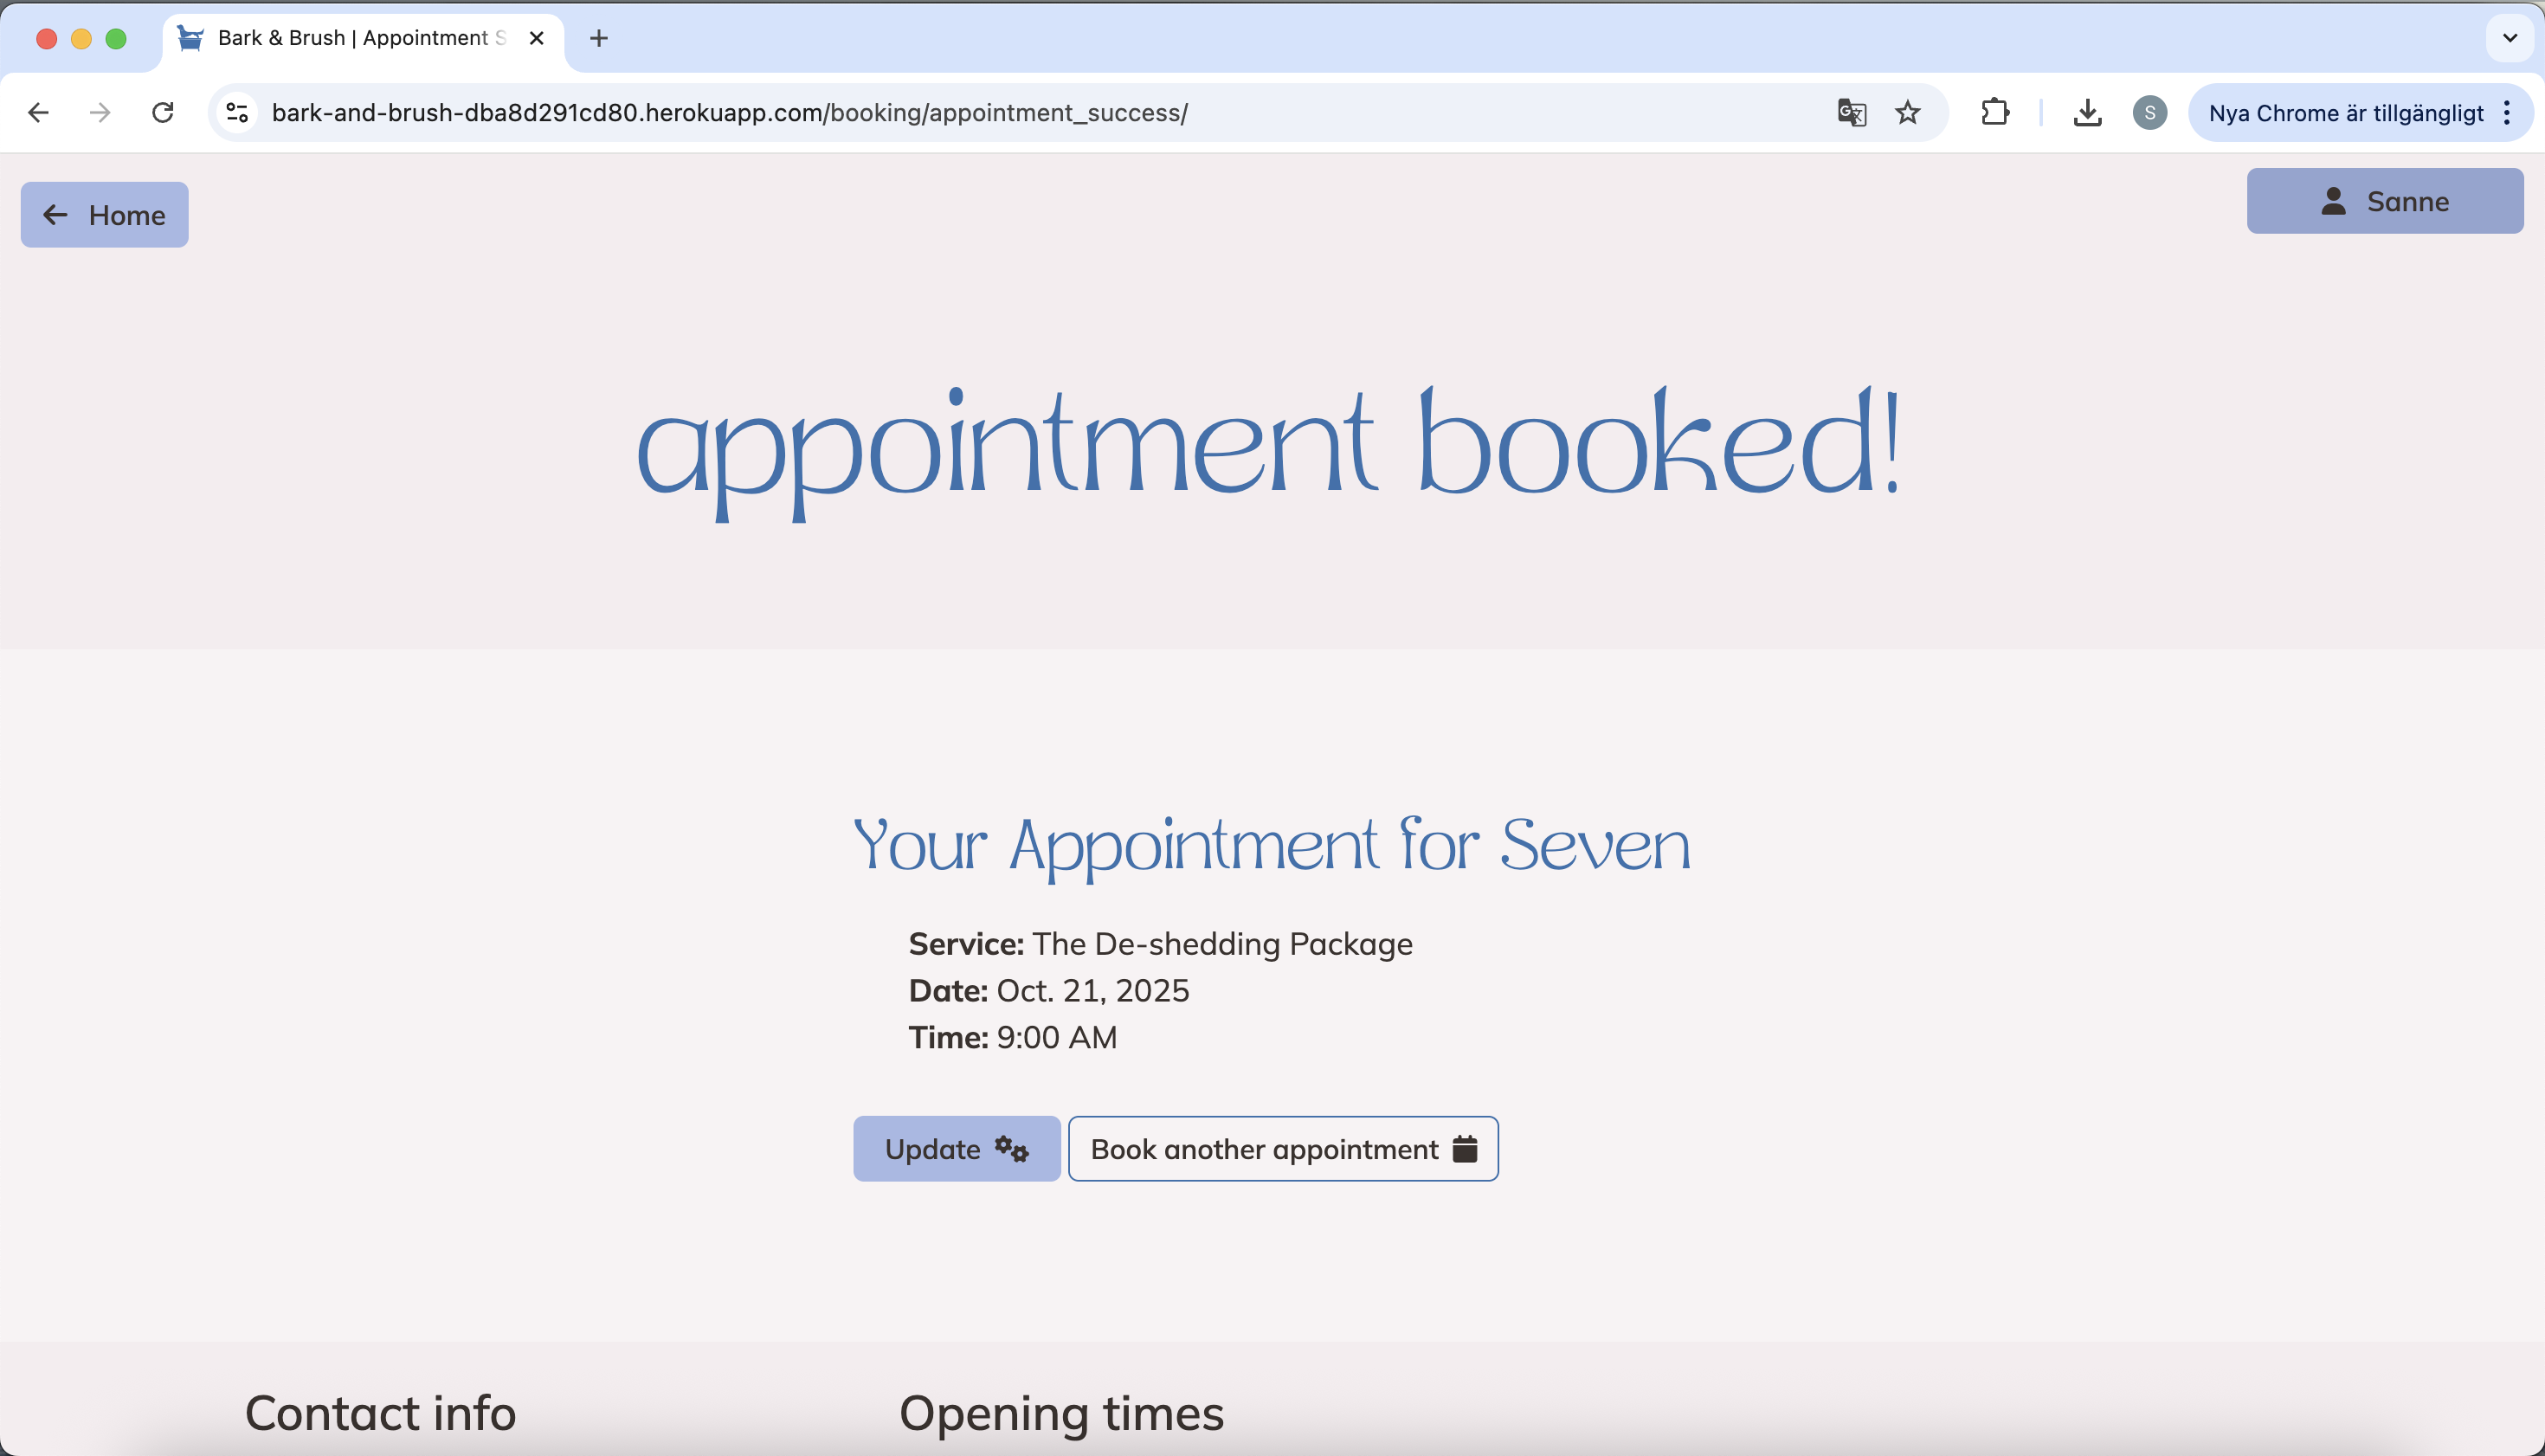 Bark & Brush | Appointment S
bark-and-brush-dba8d291cd80.herokuapp.com/booking/appointment_success/
S
Nya Chrome är tillgängligt
Home
Sanne
appointment booked!
Your Appointment for Seven
Service: The De-shedding Package
Date: Oct. 21, 2025
Time: 9:00 AM
Update
Book another appointment
Contact info
Opening times